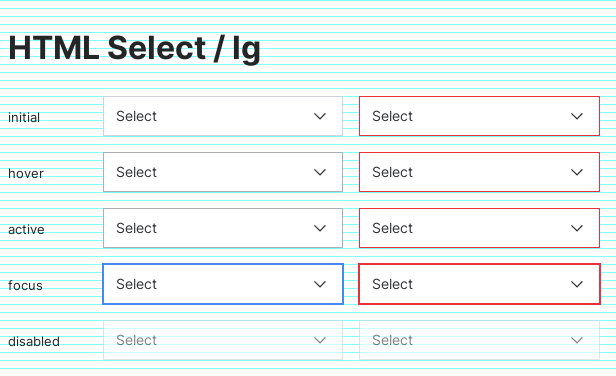 HTML Select / lg
initial Select Select
hover Select Select
active Select Select
focus Select Select
disabled Select Select